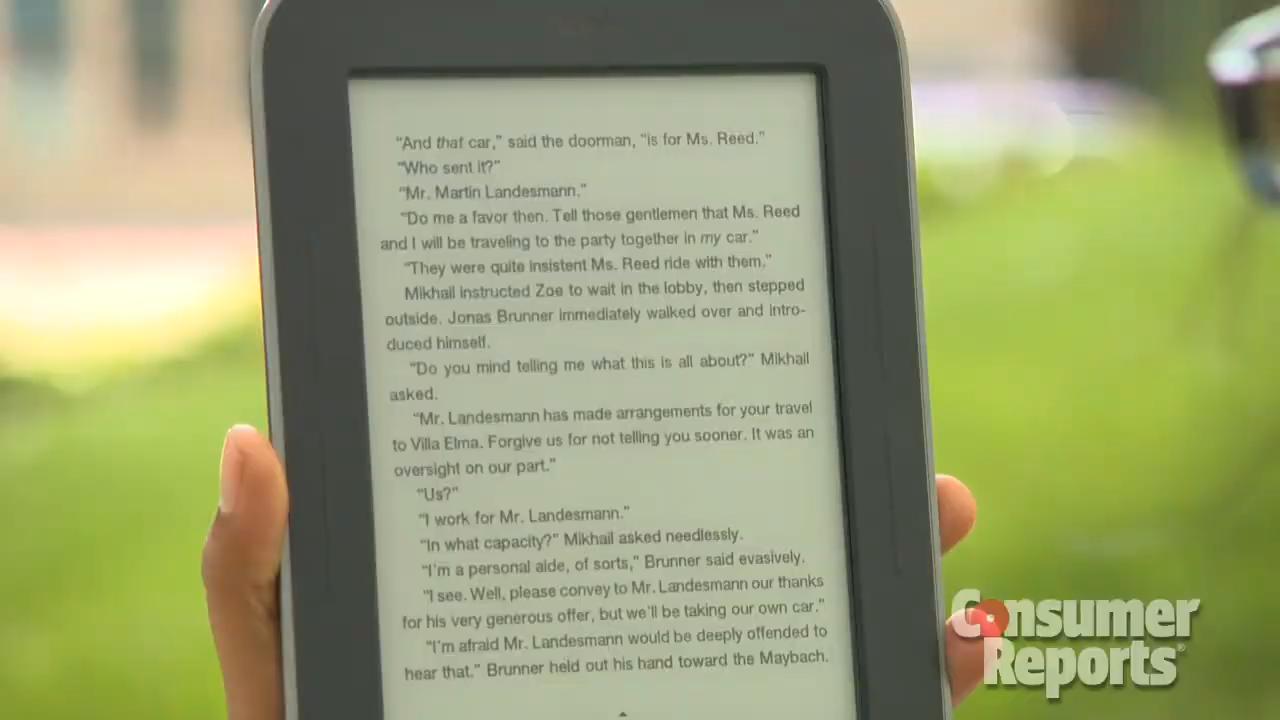 “And that car,” said the doorman, “is for Ms. Reed.”
“Who sent it?”
“Mr. Martin Landesmann.”
“Do me a favor then. Tell those gentlemen that Ms. Reed
and I will be traveling to the party together in my car.”
“They were quite insistent Ms. Reed ride with them.”
Mikhail instructed Zoe to wait in the lobby, then stepped
outside. Jonas Brunner immediately walked over and intro-
duced himself.
“Do you mind telling me what this is all about?” Mikhail
asked.
“Mr. Landesmann has made arrangements for your travel
to Villa Elma. Forgive us for not telling you sooner. It was an
oversight on our part.”
“Us?”
“I work for Mr. Landesmann.”
“In what capacity?” Mikhail asked needlessly.
“I’m a personal aide, of sorts,” Brunner said evasively.
“I see. Well, please convey to Mr. Landesmann our thanks
for his very generous offer, but we’ll be taking our own car.”
“I’m afraid Mr. Landesmann would be deeply offended to
hear that.” Brunner held out his hand toward the Maybach.
Consumer
Reports®